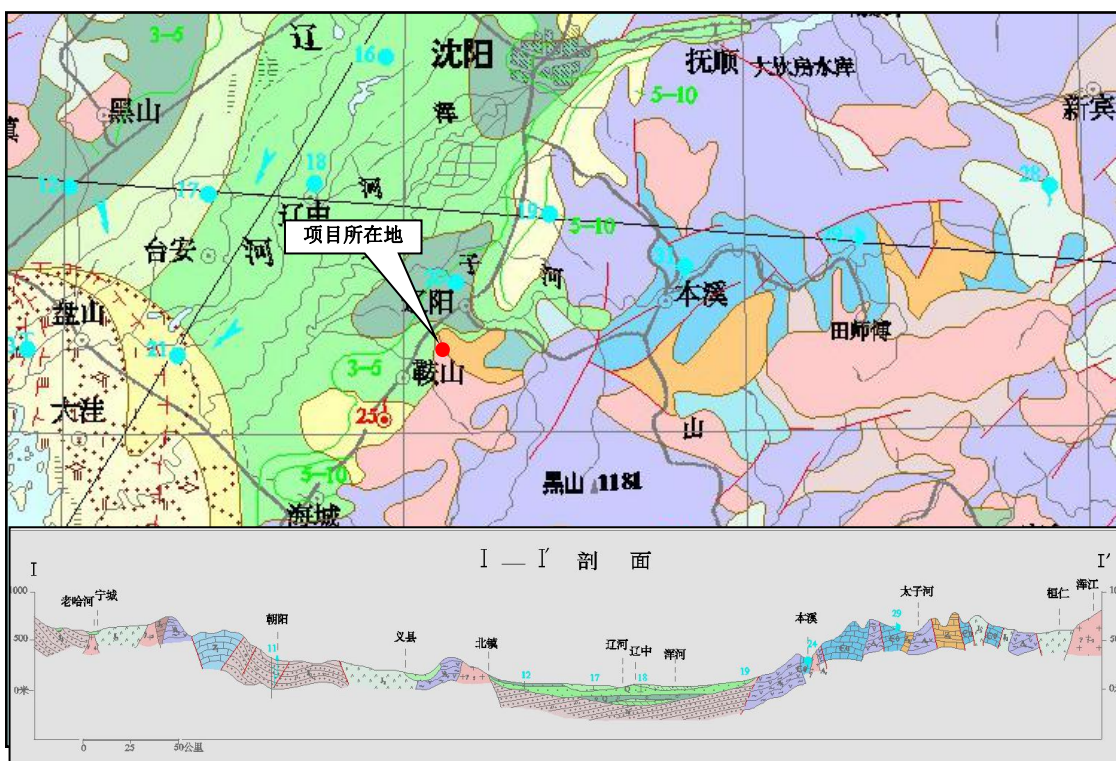 3-5
辽
16
沈阳
抚顺
大伙房水库
黑山
浑
5-10
新宾
12
17
18
河
19
28
辽中
5-10
台安
河
项目所在地
子
河
31
本溪
盘山
阳
田师傅
21
3-5
鞍山
大洼
25
山
5-10
黑山 1181
海城
I — I' 剖 面
I
I'
1000
500
0米
老哈河
宁城
朝阳
11
义县
北镇
12
辽河
辽中
浑河
17
18
19
本溪
24
29
太子河
桓仁
浑江
0 25 50公里